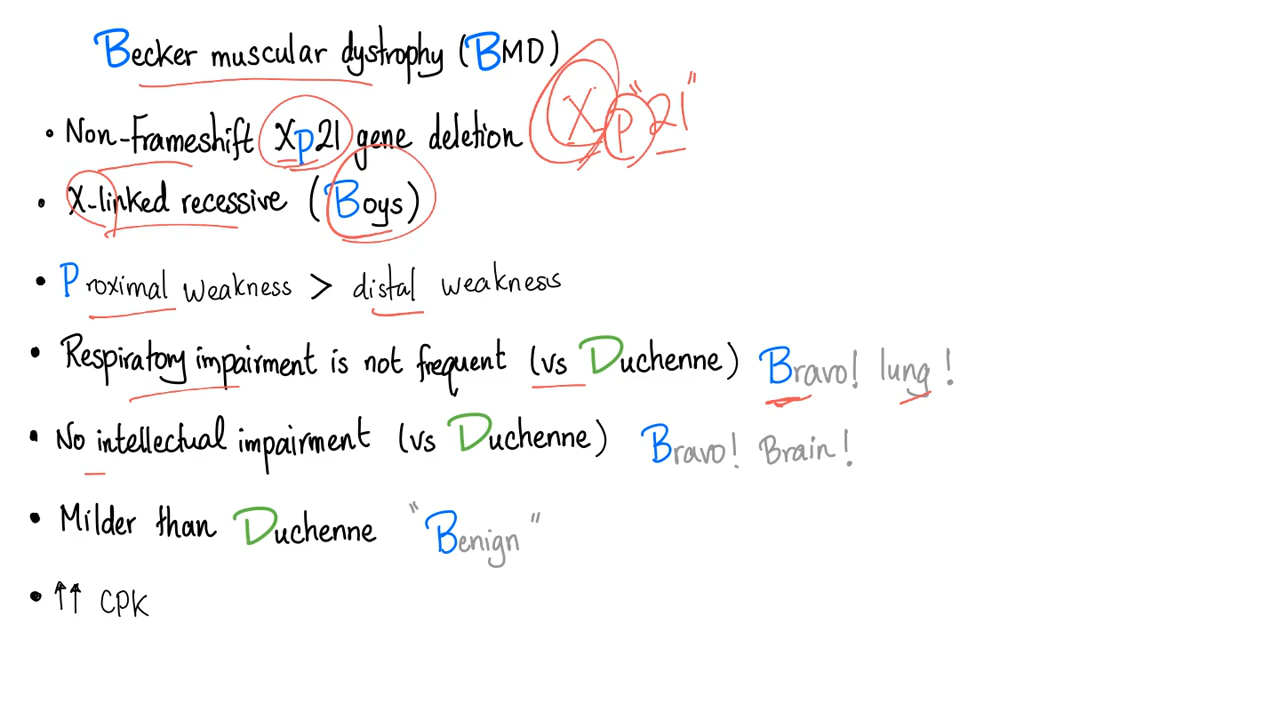 Becker muscular dystrophy (BMD)
• Non-Frameshift Xp21 gene deletion X-p"21"
• X-linked recessive (Boys)
• Proximal weakness > distal weakness
• Respiratory impairment is not frequent (vs Duchenne) Bravo! lung!
• No intellectual impairment (vs Duchenne) Bravo! Brain!
• Milder than Duchenne "Benign"
• ↑↑ CPK